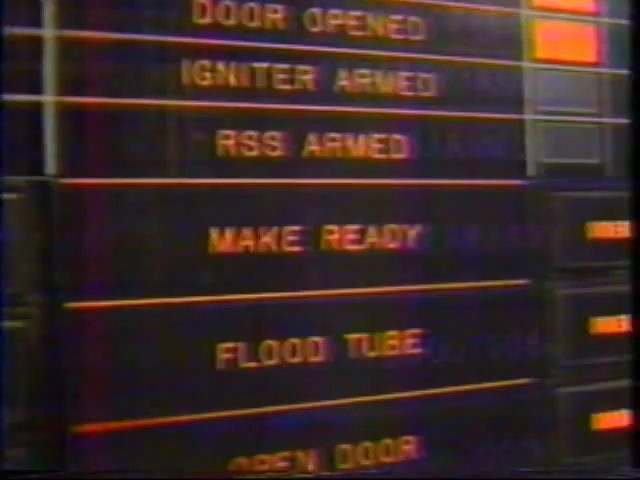 DOOR OPENED
IGNITER ARMED
RSS ARMED
MAKE READY
FLOOD TUBE
OPEN DOOR